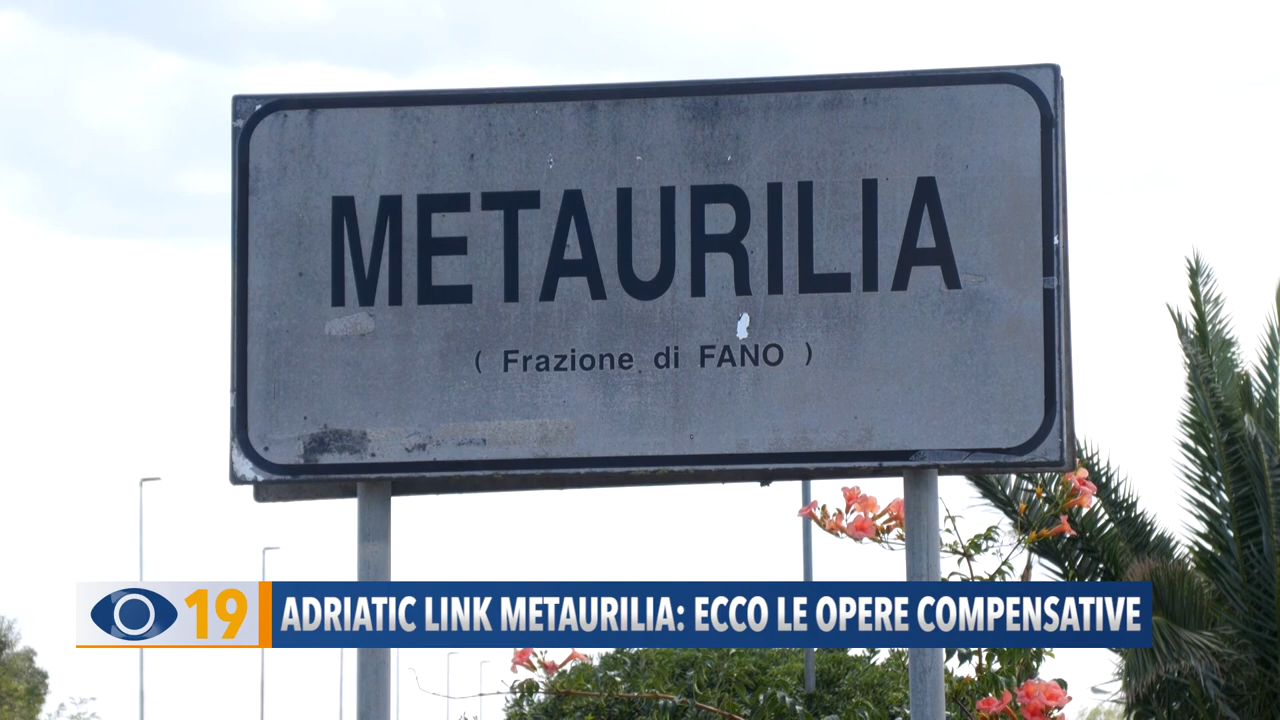 METAURILIA
( Frazione di FANO )
19
ADRIATIC LINK METAURILIA: ECCO LE OPERE COMPENSATIVE